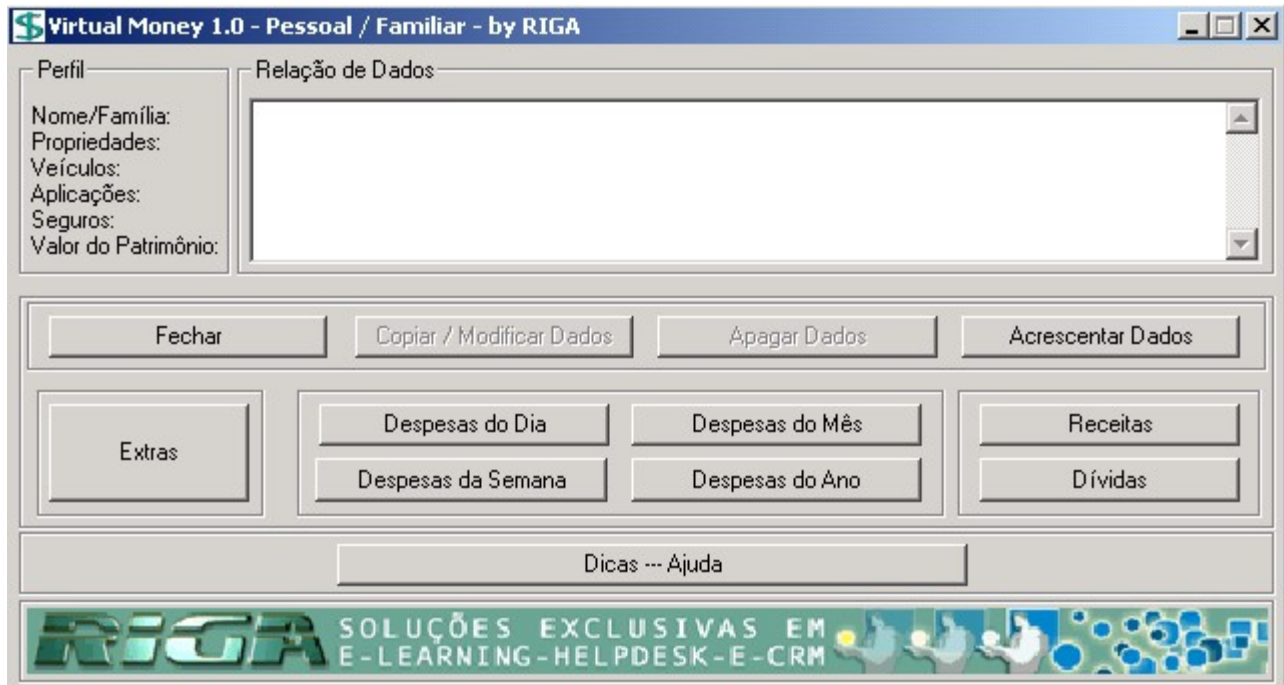 Virtual Money 1.0 - Pessoal / Familiar - by RIGA
Perfil
Nome/Família:
Propriedades:
Veículos:
Aplicações:
Seguros:
Valor do Patrimônio:
Relação de Dados
Fechar
Copiar / Modificar Dados
Apagar Dados
Acrescentar Dados
Extras
Despesas do Dia
Despesas do Mês
Despesas da Semana
Despesas do Ano
Receitas
Dívidas
Dicas --- Ajuda
RIGA
SOLUÇÕES EXCLUSIVAS EM
E-LEARNING-HELPDESK-E-CRM